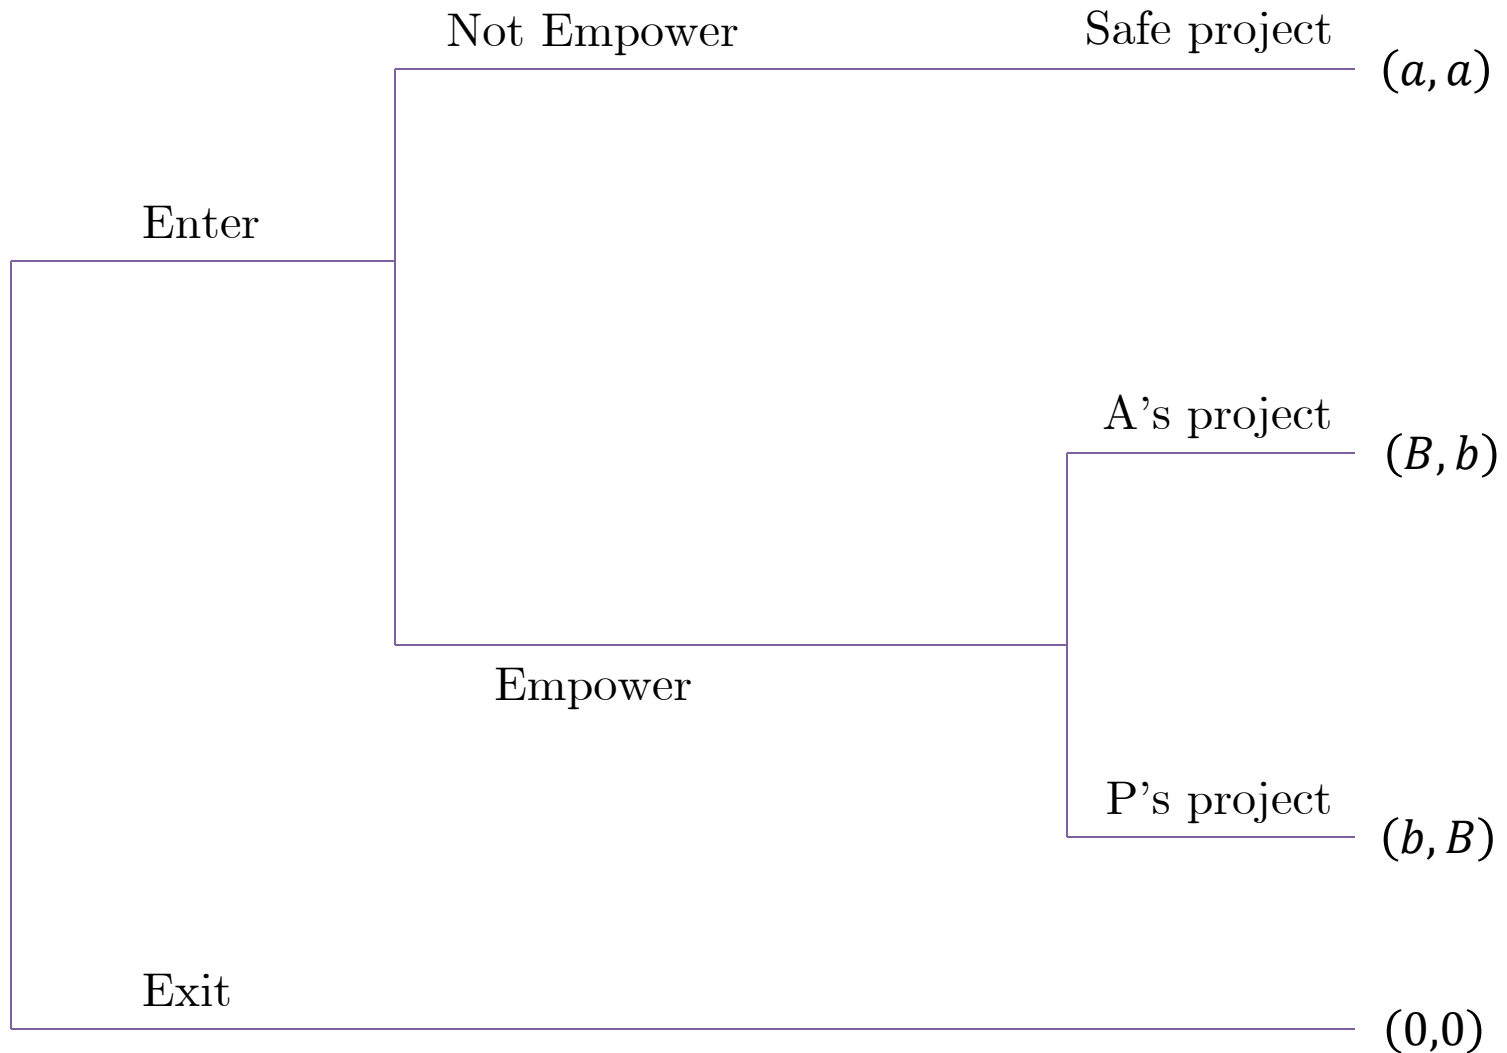 Not Empower
Safe project
(a, a)
Enter
A's project
(B, b)
Empower
P's project
(b, B)
Exit
(0,0)